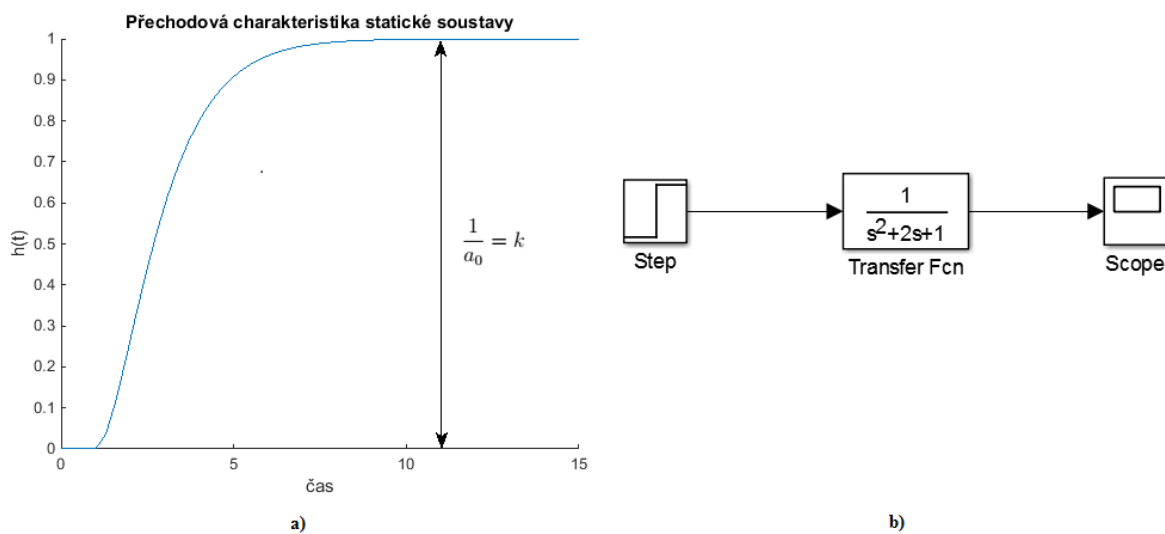 Přechodová charakteristika statické soustavy
1
0.9
0.8
0.7
0.6
0.5
0.4
0.3
0.2
0.1
0
h(t)
1
a₀ = k
0
5
10
15
čas
a)
Step
1
s²+2s+1
Transfer Fcn
Scope
b)